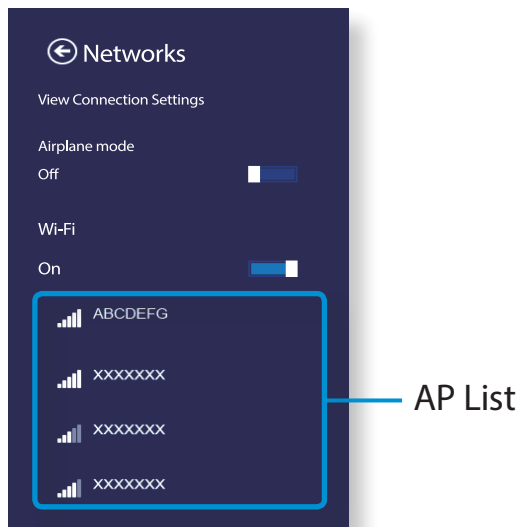 Networks
View Connection Settings
Airplane mode
Off
Wi-Fi
On
ABCDEFG
XXXXXXX
XXXXXXX
XXXXXXX
AP List